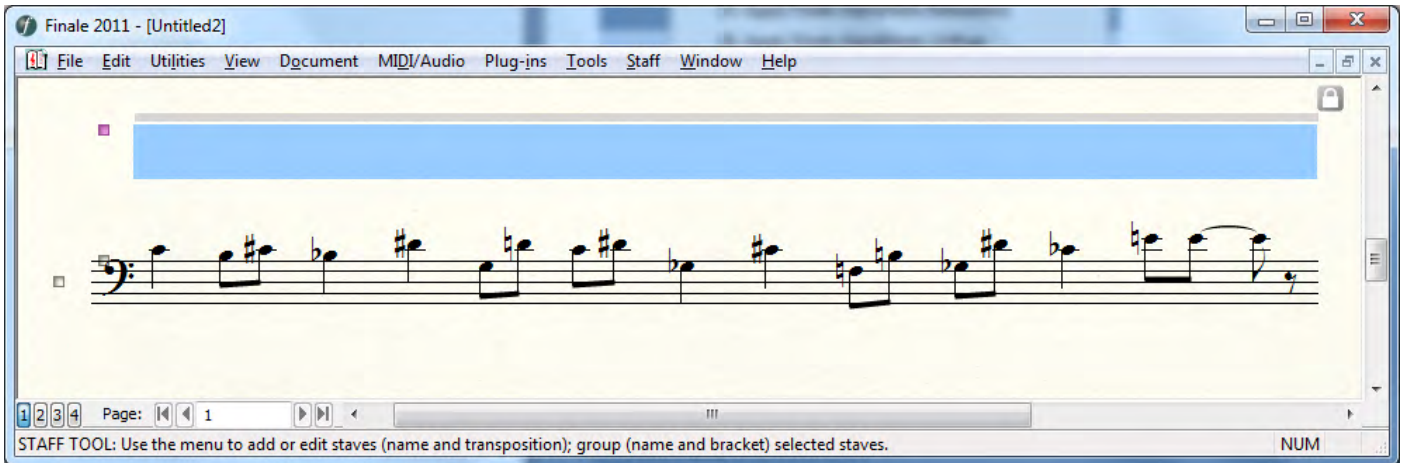 Finale 2011 - [Untitled2]
File Edit Utilities View Document MIDI/Audio Plug-ins Tools Staff Window Help
1 2 3 4 Page: 1
STAFF TOOL: Use the menu to add or edit staves (name and transposition); group (name and bracket) selected staves. NUM